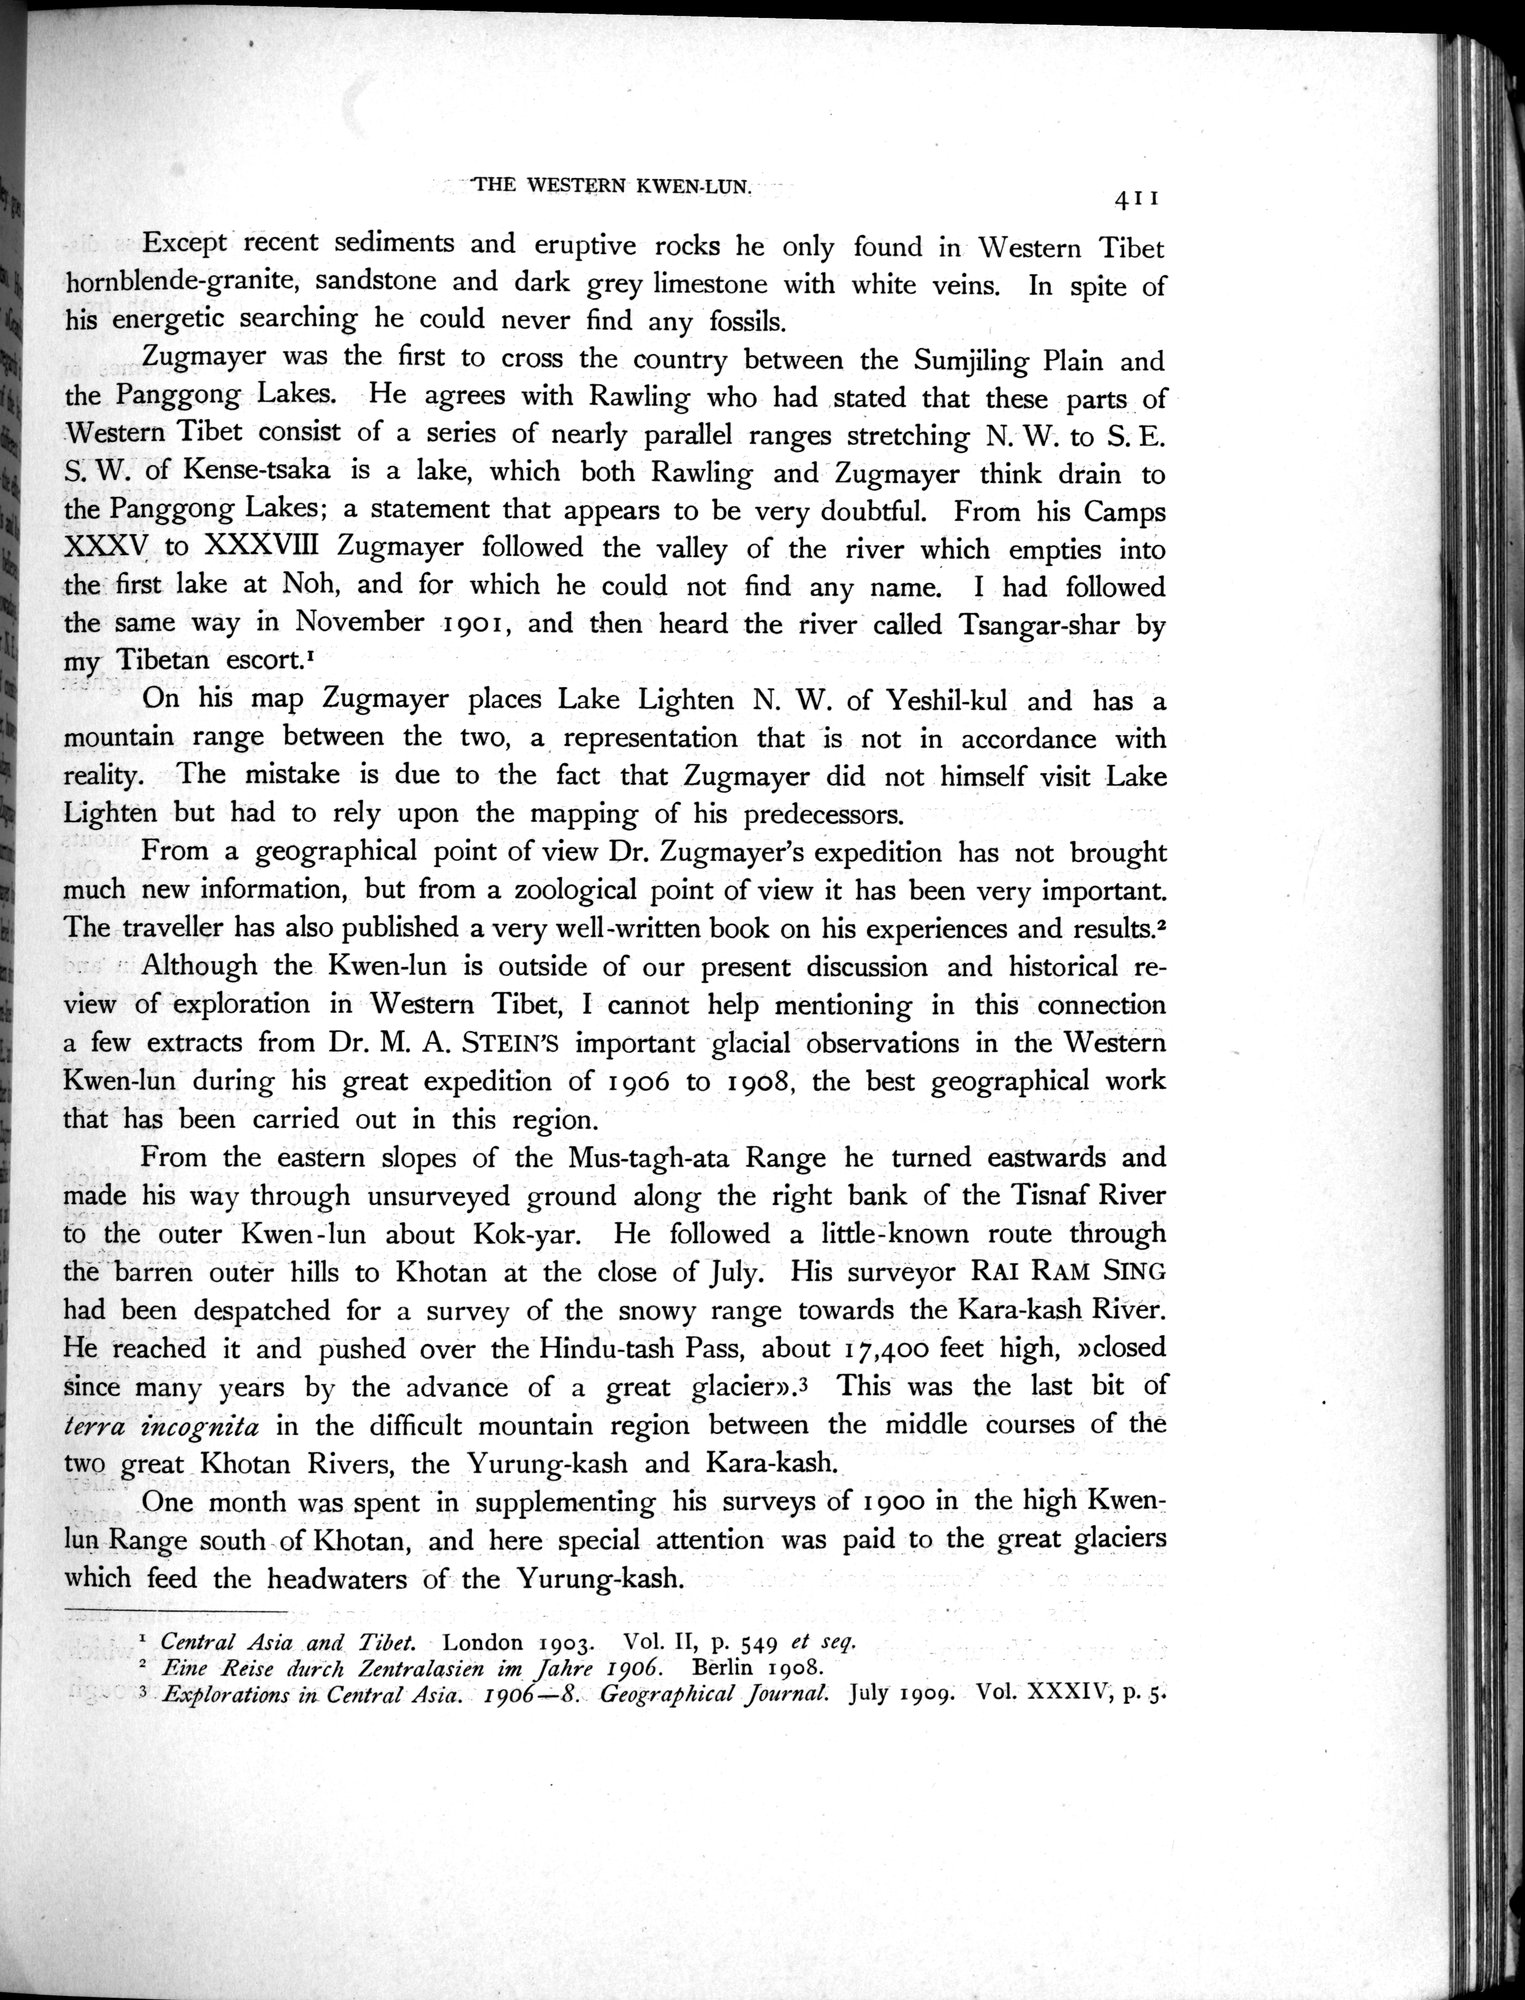 THE WESTERN KWEN-LUN.
411
Except recent sediments and eruptive rocks he only found in Western Tibet
hornblende-granite, sandstone and dark grey limestone with white veins. In spite of
his energetic searching he could never find any fossils.
Zugmayer was the first to cross the country between the Sumjiling Plain and
the Panggong Lakes. He agrees with Rawling who had stated that these parts of
Western Tibet consist of a series of nearly parallel ranges stretching N. W. to S. E.
S. W. of Kense-tsaka is a lake, which both Rawling and Zugmayer think drain to
the Panggong Lakes; a statement that appears to be very doubtful. From his Camps
XXXV to XXXVIII Zugmayer followed the valley of the river which empties into
the first lake at Noh, and for which he could not find any name. I had followed
the same way in November 1901, and then heard the river called Tsangar-shar by
my Tibetan escort.¹
On his map Zugmayer places Lake Lighten N. W. of Yeshil-kul and has a
mountain range between the two, a representation that is not in accordance with
reality. The mistake is due to the fact that Zugmayer did not himself visit Lake
Lighten but had to rely upon the mapping of his predecessors.
From a geographical point of view Dr. Zugmayer's expedition has not brought
much new information, but from a zoological point of view it has been very important.
The traveller has also published a very well-written book on his experiences and results.²
Although the Kwen-lun is outside of our present discussion and historical re-
view of exploration in Western Tibet, I cannot help mentioning in this connection
a few extracts from Dr. M. A. STEIN'S important glacial observations in the Western
Kwen-lun during his great expedition of 1906 to 1908, the best geographical work
that has been carried out in this region.
From the eastern slopes of the Mus-tagh-ata Range he turned eastwards and
made his way through unsurveyed ground along the right bank of the Tisnaf River
to the outer Kwen-lun about Kok-yar. He followed a little-known route through
the barren outer hills to Khotan at the close of July. His surveyor RAI RAM SING
had been despatched for a survey of the snowy range towards the Kara-kash River.
He reached it and pushed over the Hindu-tash Pass, about 17,400 feet high, »closed
since many years by the advance of a great glacier».³ This was the last bit of
terra incognita in the difficult mountain region between the middle courses of the
two great Khotan Rivers, the Yurung-kash and Kara-kash.
One month was spent in supplementing his surveys of 1900 in the high Kwen-
lun Range south of Khotan, and here special attention was paid to the great glaciers
which feed the headwaters of the Yurung-kash.
¹ Central Asia and Tibet. London 1903. Vol. II, p. 549 et seq.
² Eine Reise durch Zentralasien im Jahre 1906. Berlin 1908.
³ Explorations in Central Asia. 1906—8. Geographical Journal. July 1909. Vol. XXXIV, p. 5.